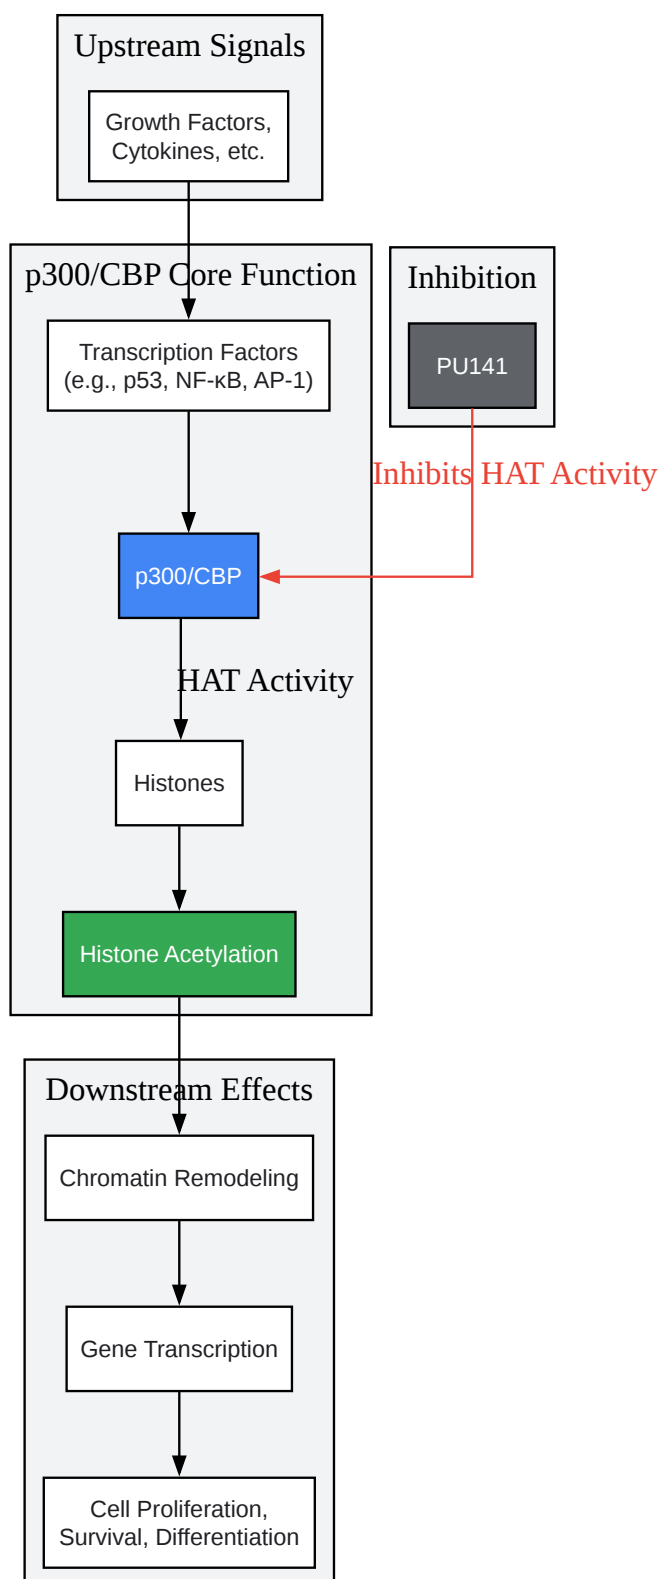 Upstream Signals
Growth Factors,
Cytokines, etc.
p300/CBP Core Function
Transcription Factors
(e.g., p53, NF-κB, AP-1)
Inhibition
PU141
Inhibits HAT Activity
p300/CBP
HAT Activity
Histones
Histone Acetylation
Downstream Effects
Chromatin Remodeling
Gene Transcription
Cell Proliferation,
Survival, Differentiation